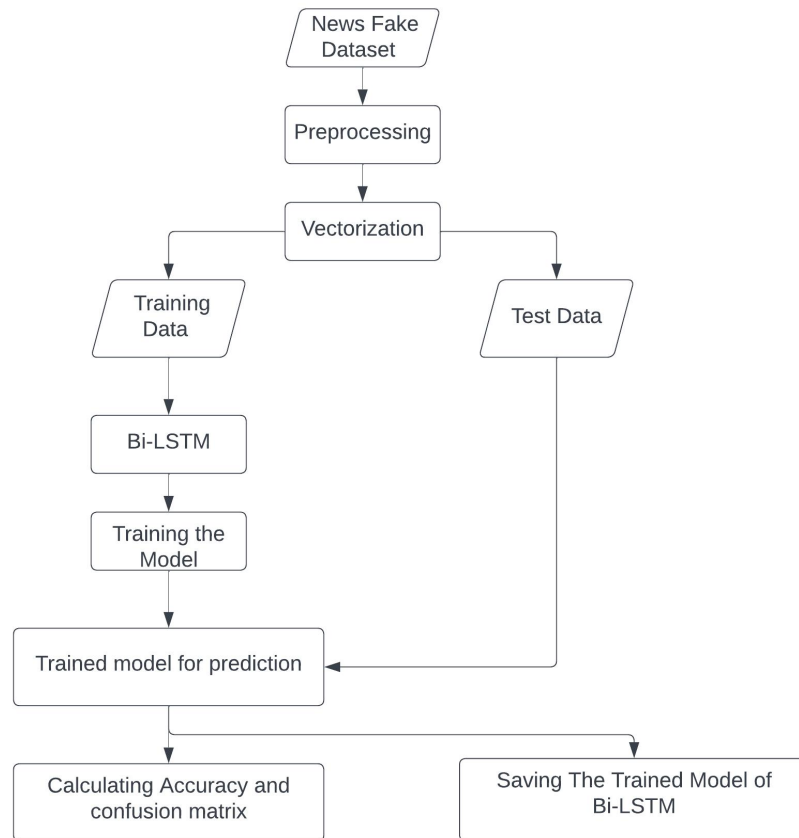 News Fake
Dataset
Preprocessing
Vectorization
Training
Data
Test Data
Bi-LSTM
Training the
Model
Trained model for prediction
Calculating Accuracy and
confusion matrix
Saving The Trained Model of
Bi-LSTM